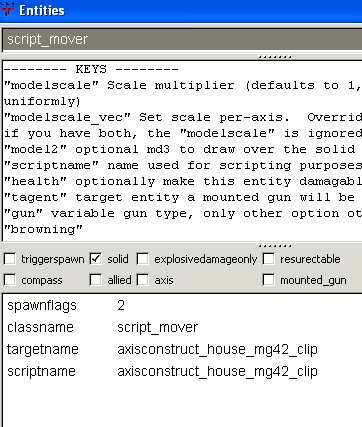 Entities
script_mover
-------- KEYS --------
"modelscale" Scale multiplier (defaults to 1,
uniformly)
"modelscale_vec" Set scale per-axis. Overrid
if you have both, the "modelscale" is ignored
"model2" optional md3 to draw over the solid
"scriptname" name used for scripting purposes
"health" optionally make this entity damagabl
"tagent" target entity a mounted gun will be
"gun" variable gun type, only other option ot
"browning"
triggerspawn solid explosivedamageonly resurectable
compass allied axis mounted_gun
spawnflags 2
classname script_mover
targetname axisconstruct_house_mg42_clip
scriptname axisconstruct_house_mg42_clip